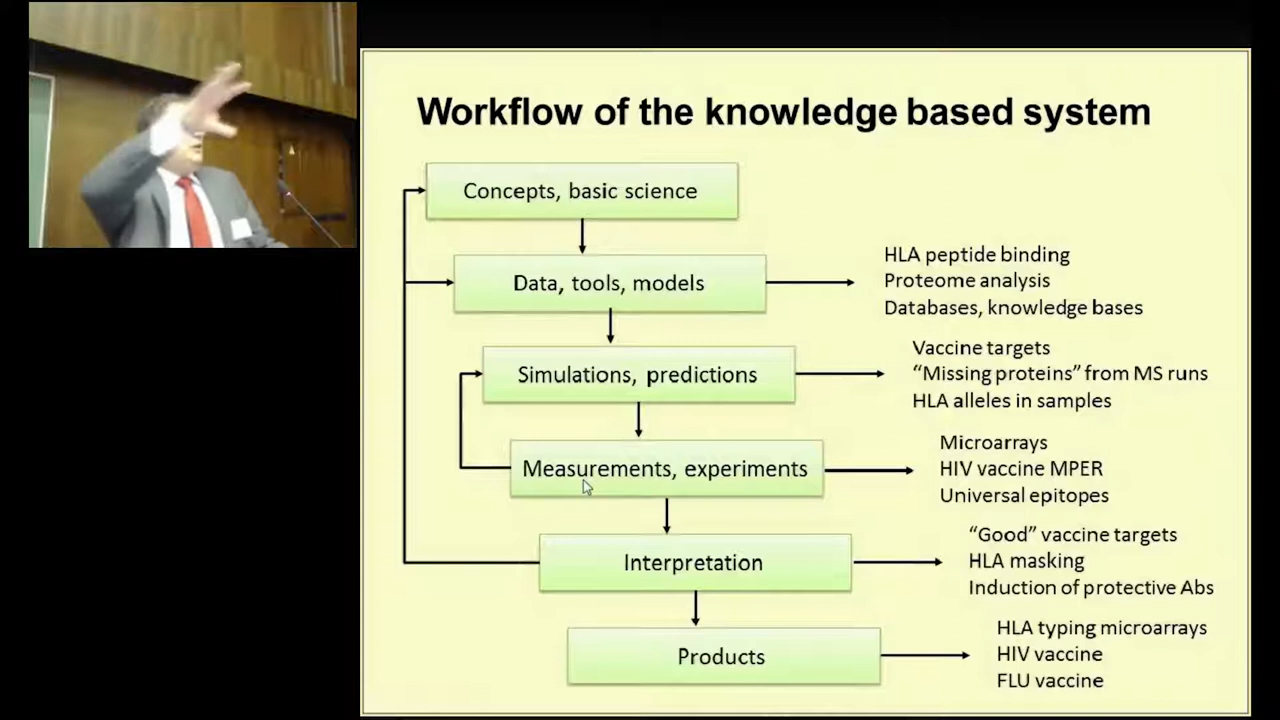 Workflow of the knowledge based system
Concepts, basic science
Data, tools, models
HLA peptide binding
Proteome analysis
Databases, knowledge bases
Simulations, predictions
Vaccine targets
“Missing proteins” from MS runs
HLA alleles in samples
Measurements, experiments
Microarrays
HIV vaccine MPER
Universal epitopes
Interpretation
“Good” vaccine targets
HLA masking
Induction of protective Abs
Products
HLA typing microarrays
HIV vaccine
FLU vaccine